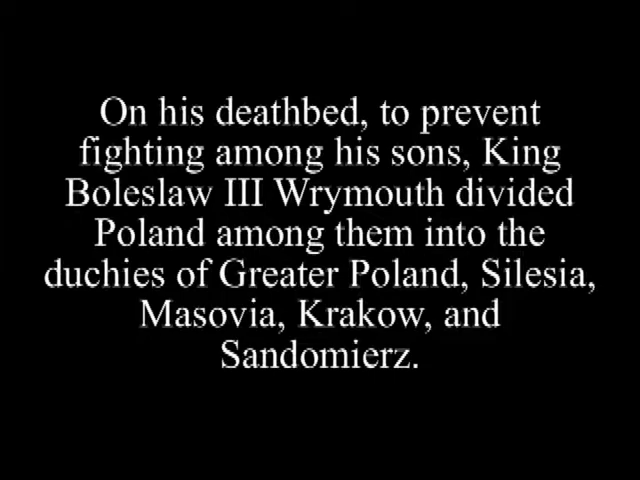 On his deathbed, to prevent
fighting among his sons, King
Boleslaw III Wrymouth divided
Poland among them into the
duchies of Greater Poland, Silesia,
Masovia, Krakow, and
Sandomierz.